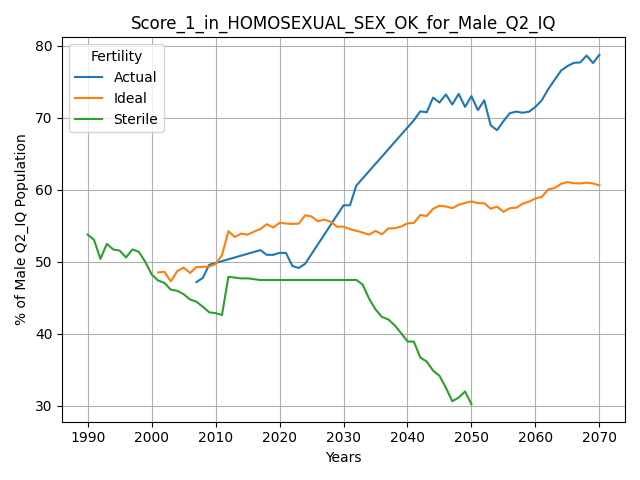 Score_1_in_HOMOSEXUAL_SEX_OK_for_Male_Q2_IQ
Fertility
Actual
Ideal
Sterile
% of Male Q2_IQ Population
80
70
60
50
40
30
1990 2000 2010 2020 2030 2040 2050 2060 2070
Years